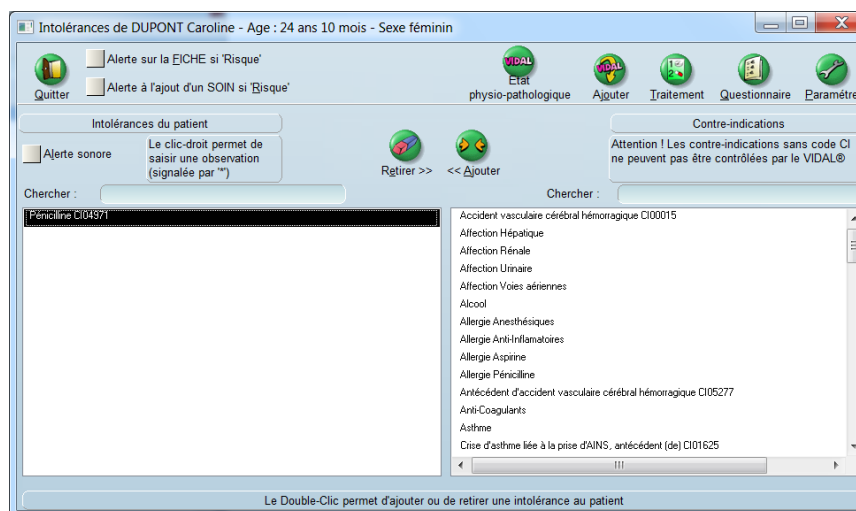 Intolérances de DUPONT Caroline - Age : 24 ans 10 mois - Sexe féminin
Alerte sur la FICHE si 'Risque'
Alerte à l'ajout d'un SOIN si 'Risque'
Quitter
VIDAL
Etat
physio-pathologique
VIDAL
Ajouter
Traitement
Questionnaire
Paramétre
Intolérances du patient
Contre-indications
Alerte sonore
Le clic-droit permet de
saisir une observation
(signalée par '*')
Retirer >>
<< Ajouter
Attention ! Les contre-indications sans code CI
ne peuvent pas être contrôlées par le VIDAL®
Chercher :
Chercher :
Pénicilline CI04971
Accident vasculaire cérébral hémorragique CI00015
Affection Hépatique
Affection Rénale
Affection Urinaire
Affection Voies aériennes
Alcool
Allergie Anesthésiques
Allergie Anti-Inflamatoires
Allergie Aspirine
Allergie Pénicilline
Antécédent d'accident vasculaire cérébral hémorragique CI05277
Anti-Coagulants
Asthme
Crise d'asthme liée à la prise d'AINS, antécédent (de) CI01625
Le Double-Clic permet d'ajouter ou de retirer une intolérance au patient